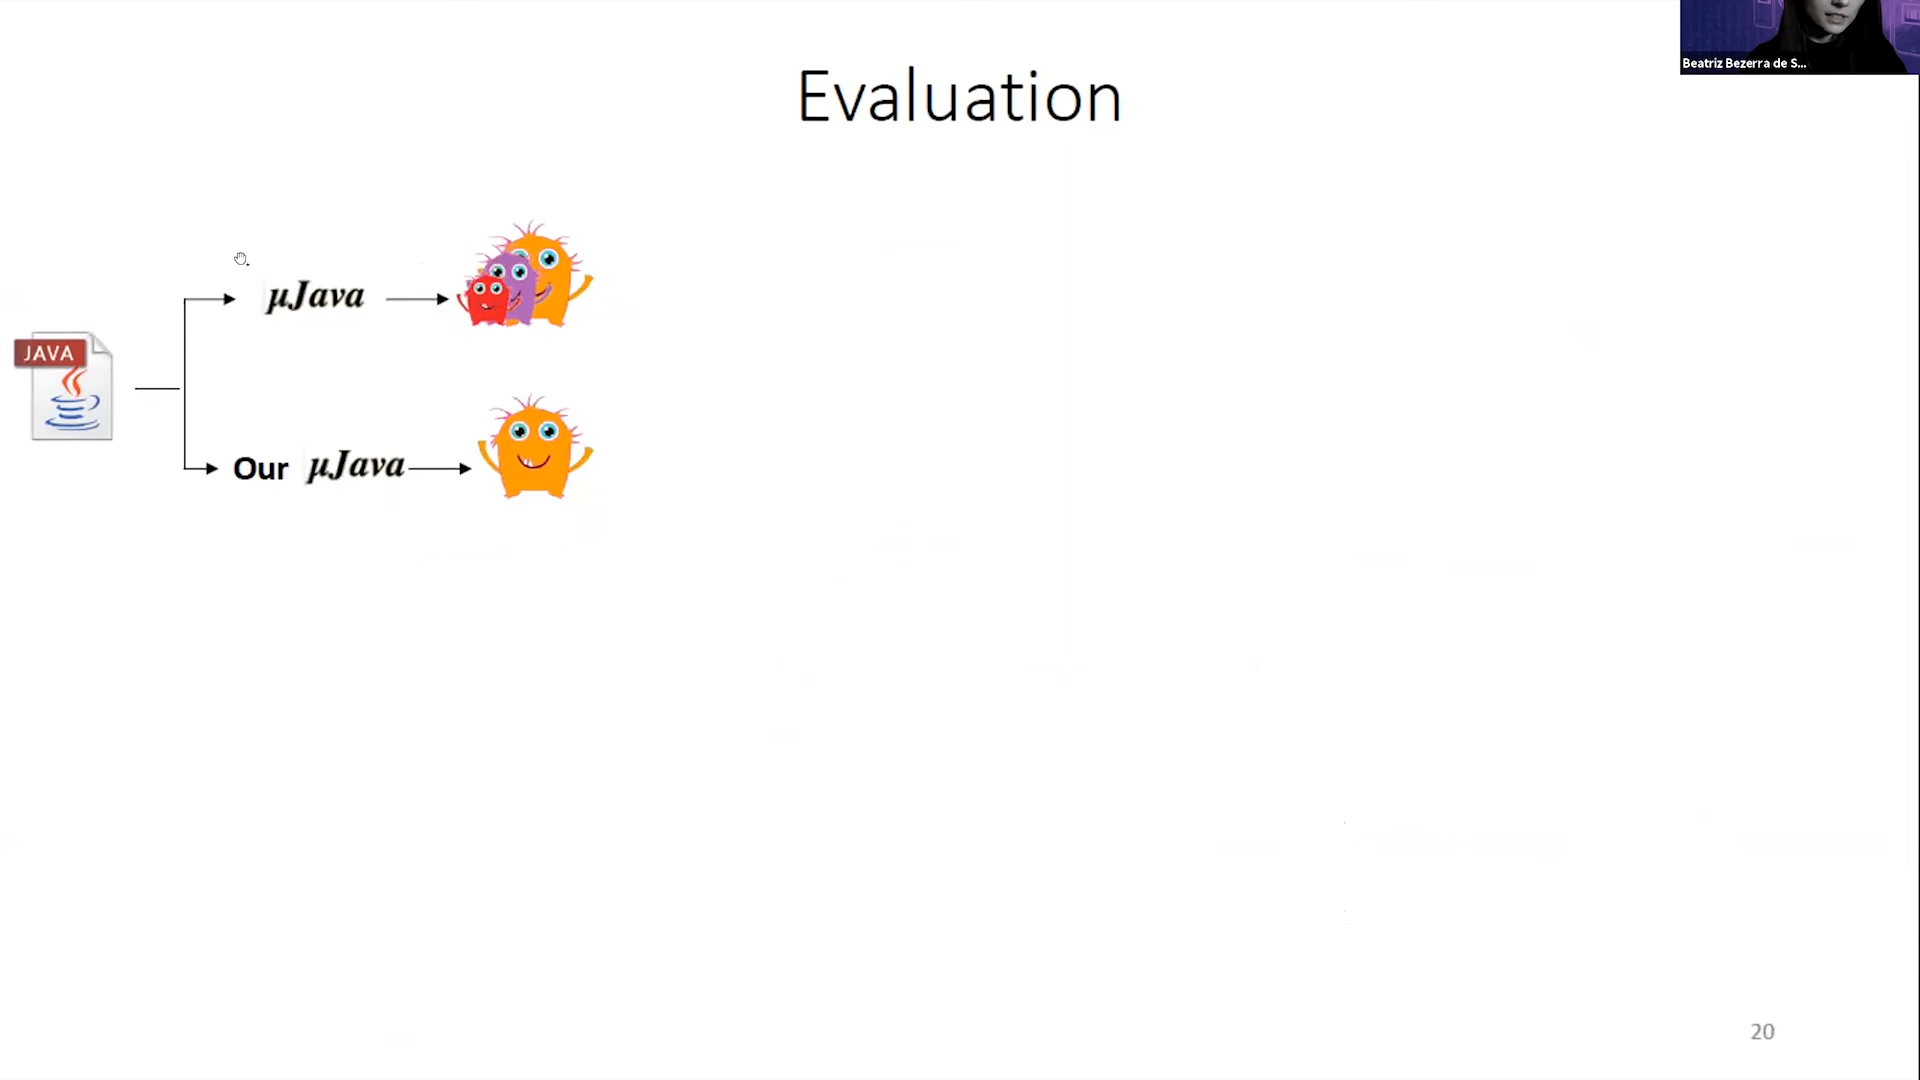 Beatriz Bezerra de S...
Evaluation
µJava
JAVA
Our µJava
20